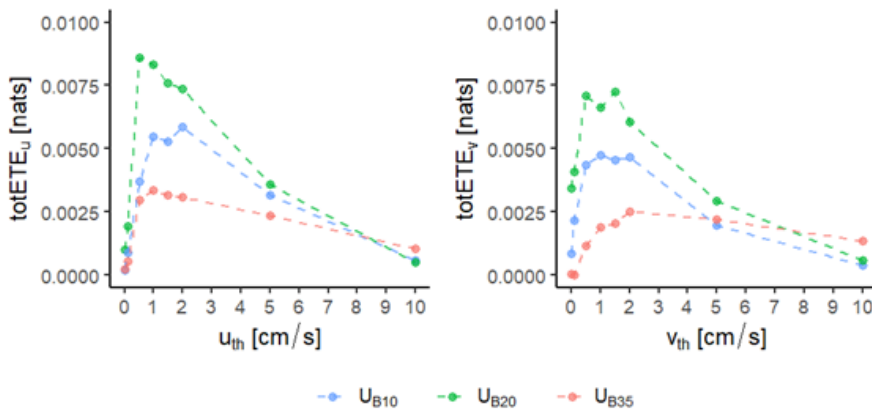 totETEu [nats]
0.0100
0.0075
0.0050
0.0025
0.0000
0 1 2 3 4 5 6 7 8 9 10
uth [cm/s]
totETEv [nats]
0.0100
0.0075
0.0050
0.0025
0.0000
0 1 2 3 4 5 6 7 8 9 10
vth [cm/s]
UB10 UB20 UB35